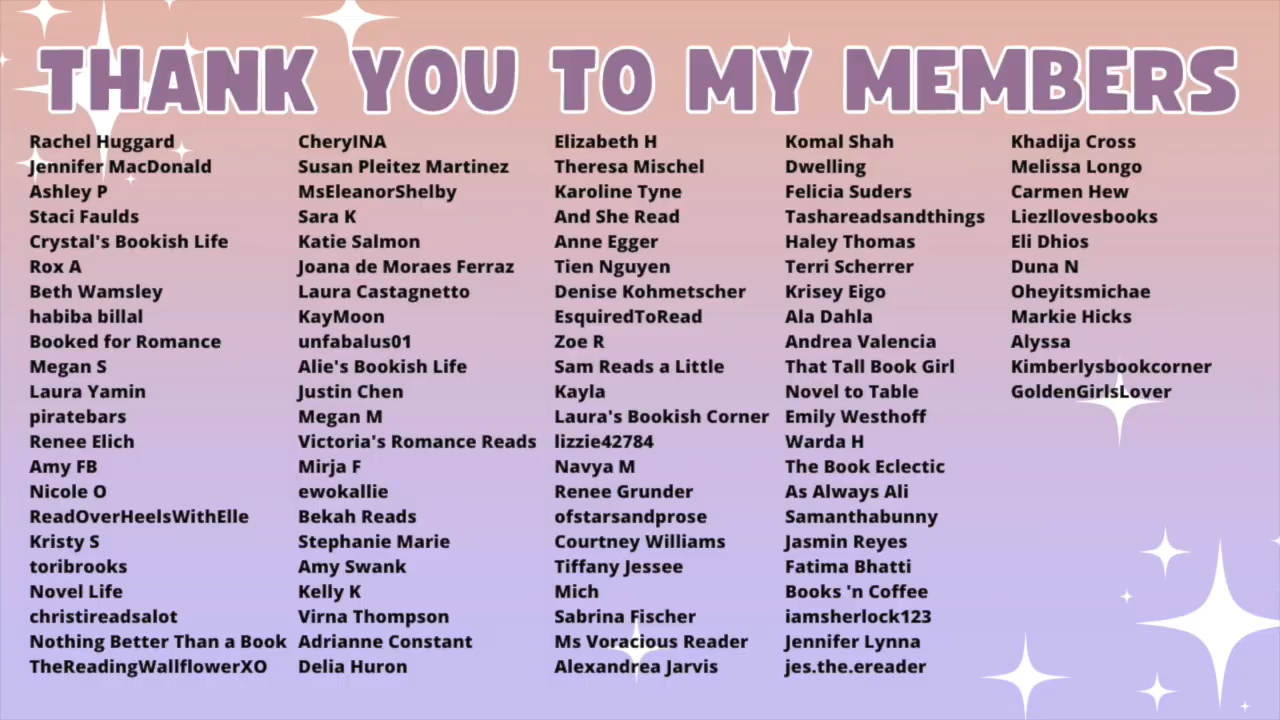 THANK YOU TO MY MEMBERS
Rachel Huggard
Jennifer MacDonald
Ashley P
Staci Faulds
Crystal's Bookish Life
Rox A
Beth Wamsley
habiba billal
Booked for Romance
Megan S
Laura Yamin
piratebars
Renee Elich
Amy FB
Nicole O
ReadOverHeelsWithElle
Kristy S
toribrooks
Novel Life
christireadsalot
Nothing Better Than a Book
TheReadingWallflowerXO
CheryINA
Susan Pleitez Martinez
MsEleanorShelby
Sara K
Katie Salmon
Joana de Moraes Ferraz
Laura Castagnetto
KayMoon
unfabalus01
Alie's Bookish Life
Justin Chen
Megan M
Victoria's Romance Reads
Mirja F
ewokallie
Bekah Reads
Stephanie Marie
Amy Swank
Kelly K
Virna Thompson
Adrianne Constant
Delia Huron
Elizabeth H
Theresa Mischel
Karoline Tyne
And She Read
Anne Egger
Tien Nguyen
Denise Kohmetscher
EsquiredToRead
Zoe R
Sam Reads a Little
Kayla
Laura's Bookish Corner
lizzie42784
Navya M
Renee Grunder
ofstarsandprose
Courtney Williams
Tiffany Jessee
Mich
Sabrina Fischer
Ms Voracious Reader
Alexandrea Jarvis
Komal Shah
Dwelling
Felicia Suders
Tashareadsandthings
Haley Thomas
Terri Scherrer
Krisey Eigo
Ala Dahla
Andrea Valencia
That Tall Book Girl
Novel to Table
Emily Westhoff
Warda H
The Book Eclectic
As Always Ali
Samanthabunny
Jasmin Reyes
Fatima Bhatti
Books 'n Coffee
iamsherlock123
Jennifer Lynna
jes.the.ereader
Khadija Cross
Melissa Longo
Carmen Hew
Liezllovesbooks
Eli Dhios
Duna N
Oheyitsmichae
Markie Hicks
Alyssa
Kimberlysbookcorner
GoldenGirlsLover